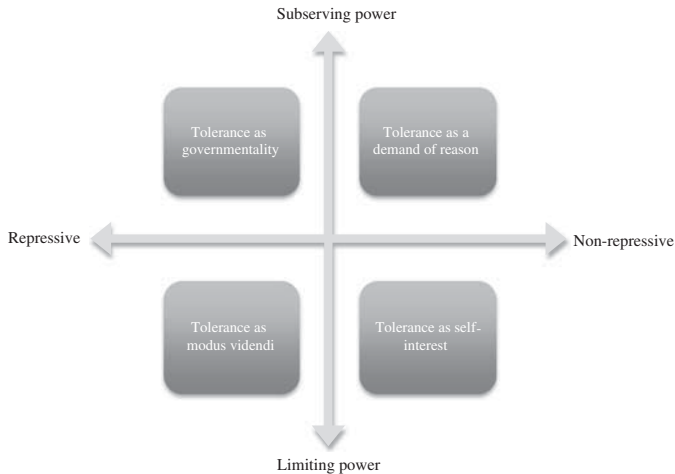 Subserving power
Tolerance as
governmentality
Tolerance as a
demand of reason
Repressive
Non-repressive
Tolerance as
modus videndi
Tolerance as self-
interest
Limiting power